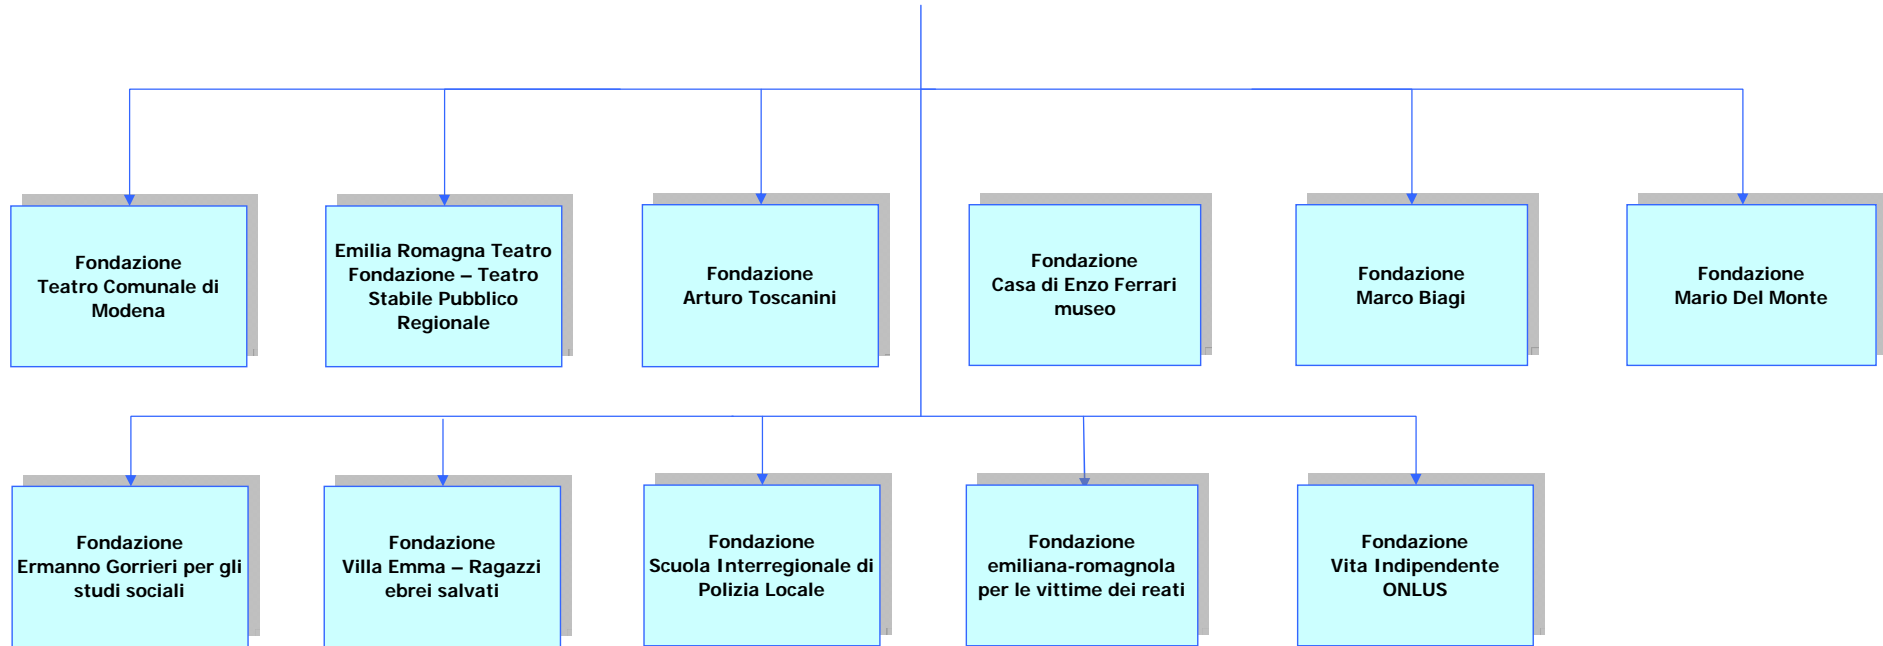 Fondazione
Teatro Comunale di
Modena
Emilia Romagna Teatro
Fondazione – Teatro
Stabile Pubblico
Regionale
Fondazione
Arturo Toscanini
Fondazione
Casa di Enzo Ferrari
museo
Fondazione
Marco Biagi
Fondazione
Mario Del Monte
Fondazione
Ermanno Gorrieri per gli
studi sociali
Fondazione
Villa Emma – Ragazzi
ebrei salvati
Fondazione
Scuola Interregionale di
Polizia Locale
Fondazione
emiliana-romagnola
per le vittime dei reati
Fondazione
Vita Indipendente
ONLUS